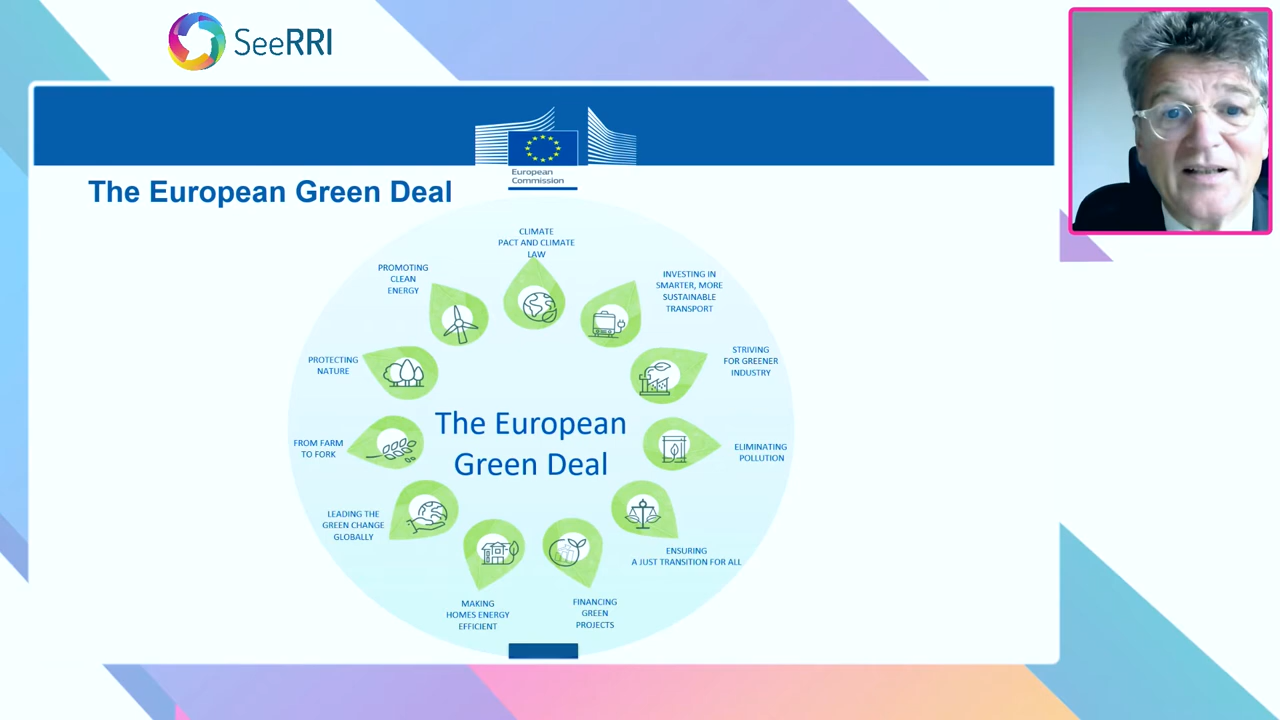 SeeRRI
European
Commission
The European Green Deal
CLIMATE
PACT AND CLIMATE
LAW
INVESTING IN
SMARTER, MORE
SUSTAINABLE
TRANSPORT
STRIVING
FOR GREENER
INDUSTRY
ELIMINATING
POLLUTION
ENSURING
A JUST TRANSITION FOR ALL
FINANCING
GREEN
PROJECTS
MAKING
HOMES ENERGY
EFFICIENT
LEADING THE
GREEN CHANGE
GLOBALLY
FROM FARM
TO FORK
PROTECTING
NATURE
PROMOTING
CLEAN
ENERGY
The European
Green Deal